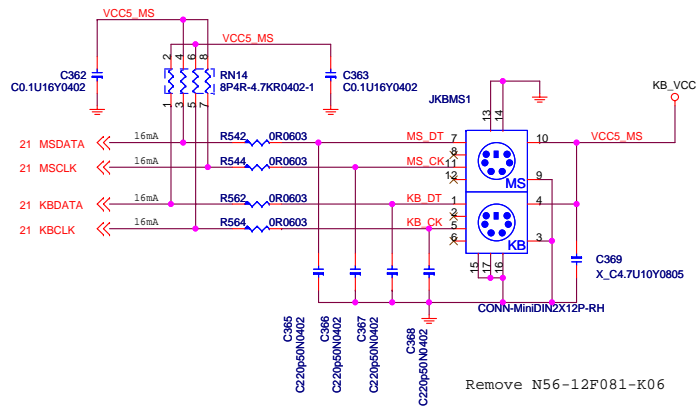 VCC5_MS
VCC5_MS
C362
C0.1U16Y0402
2 4 6 8
RN14
8P4R-4.7KR0402-1
1 3 5 7
C363
C0.1U16Y0402
JKBMS1
13
14
KB_VCC
21 MSDATA 16mA R542 0R0603 MS_DT 7 10 VCC5_MS
8
21 MSCLK 16mA R544 0R0603 MS_CK 11
12 MS 9
21 KBDATA 16mA R562 0R0603 KB_DT 1 4
2
21 KBCLK 16mA R564 0R0603 KB_CK 5
6 KB 3
15
17
16
C369
X_C4.7U10Y0805
CONN-MiniDIN2X12P-RH
C365
C220p50N0402
C366
C220p50N0402
C367
C220p50N0402
C368
C220p50N0402
Remove N56-12F081-K06